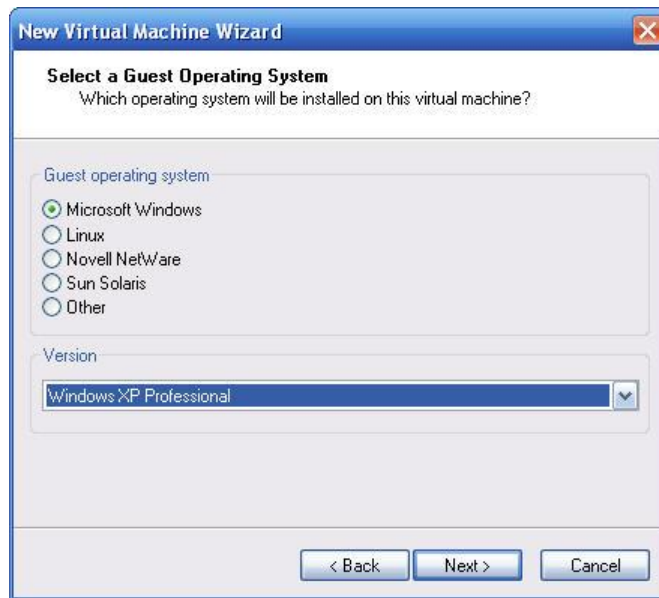 New Virtual Machine Wizard
Select a Guest Operating System
Which operating system will be installed on this virtual machine?
Guest operating system
Microsoft Windows
Linux
Novell NetWare
Sun Solaris
Other
Version
Windows XP Professional
< Back Next > Cancel